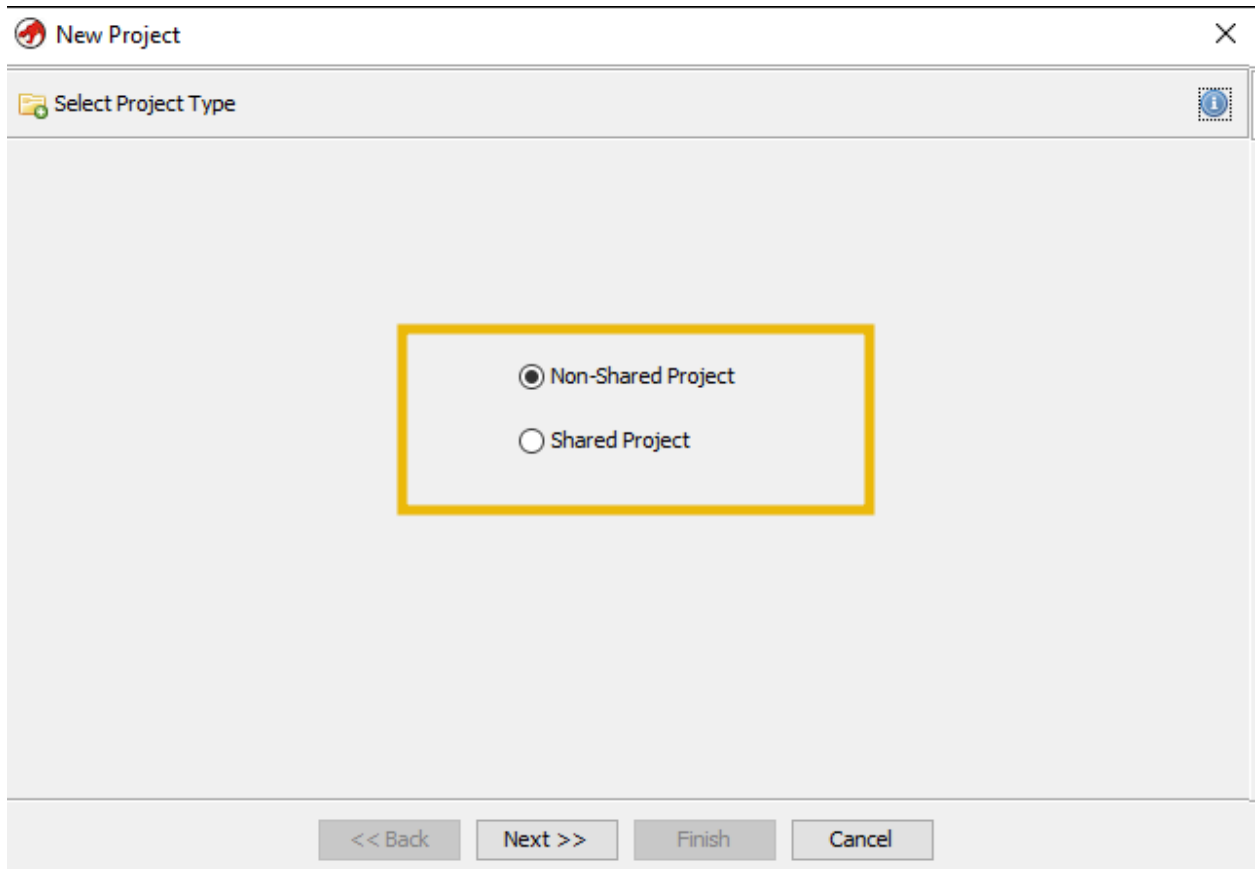 New Project
Select Project Type
Non-Shared Project
Shared Project
<< Back Next >> Finish Cancel